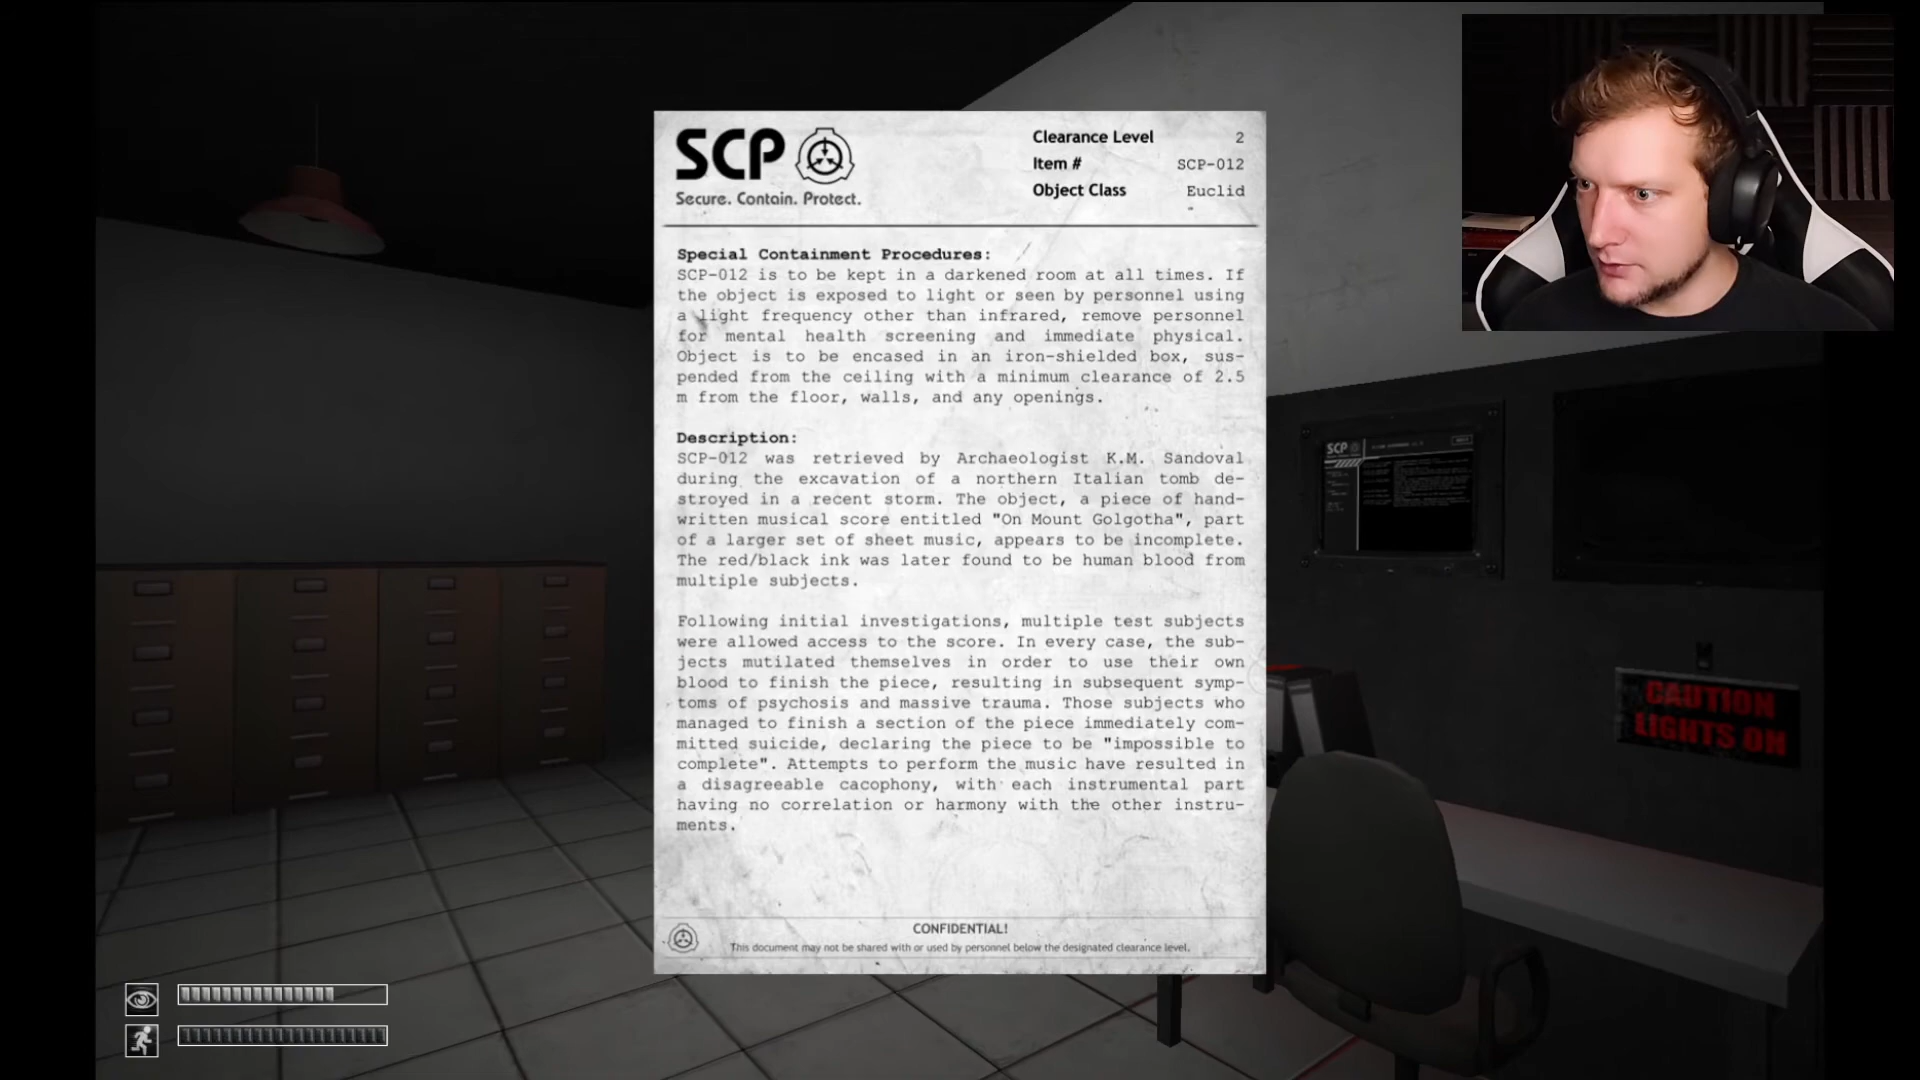 SCP
Secure. Contain. Protect.
Clearance Level 2
Item # SCP-012
Object Class Euclid
Special Containment Procedures:
SCP-012 is to be kept in a darkened room at all times. If
the object is exposed to light or seen by personnel using
a light frequency other than infrared, remove personnel
for mental health screening and immediate physical.
Object is to be encased in an iron-shielded box, sus-
pended from the ceiling with a minimum clearance of 2.5
m from the floor, walls, and any openings.
Description:
SCP-012 was retrieved by Archaeologist K.M. Sandoval
during the excavation of a northern Italian tomb de-
stroyed in a recent storm. The object, a piece of hand-
written musical score entitled "On Mount Golgotha", part
of a larger set of sheet music, appears to be incomplete.
The red/black ink was later found to be human blood from
multiple subjects.
Following initial investigations, multiple test subjects
were allowed access to the score. In every case, the sub-
jects mutilated themselves in order to use their own
blood to finish the piece, resulting in subsequent symp-
toms of psychosis and massive trauma. Those subjects who
managed to finish a section of the piece immediately com-
mitted suicide, declaring the piece to be "impossible to
complete". Attempts to perform the music have resulted in
a disagreeable cacophony, with each instrumental part
having no correlation or harmony with the other instru-
ments.
CONFIDENTIAL!
This document may not be shared with or used by personnel below the designated clearance level.
SCP
CAUTION
LIGHTS ON